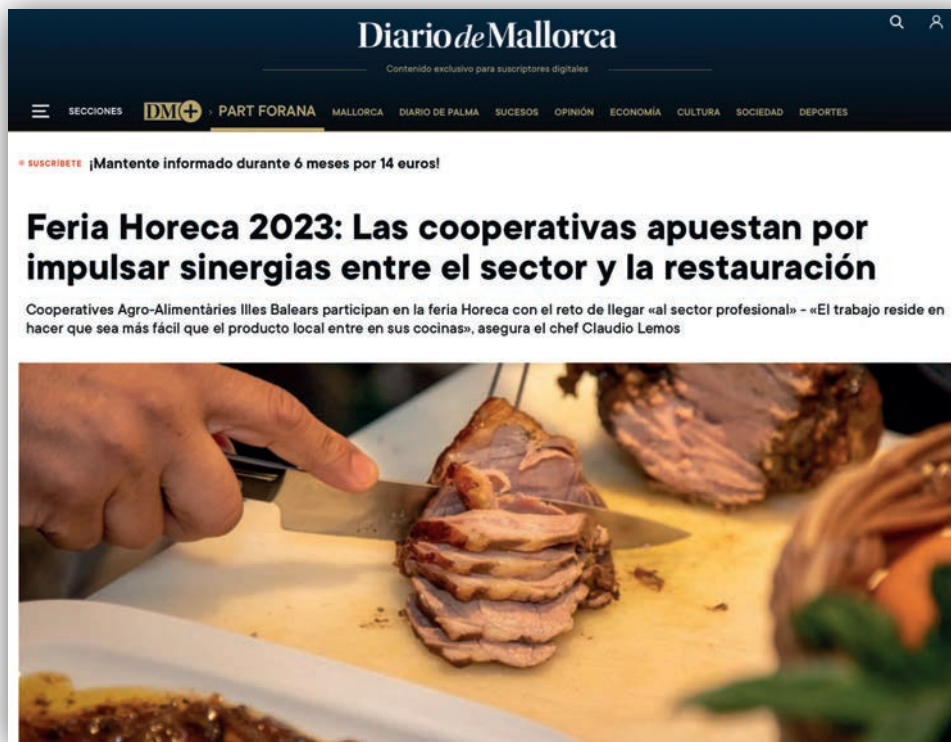 Diario de Mallorca
Contenido exclusivo para suscriptores digitales
SECCIONES DM+ › PART FORANA MALLORCA DIARIO DE PALMA SUCESOS OPINIÓN ECONOMÍA CULTURA SOCIEDAD DEPORTES
SUSCRÍBETE ¡Mantente informado durante 6 meses por 14 euros!
Feria Horeca 2023: Las cooperativas apuestan por
impulsar sinergias entre el sector y la restauración
Cooperatives Agro-Alimentàries Illes Balears participan en la feria Horeca con el reto de llegar «al sector profesional» - «El trabajo reside en
hacer que sea más fácil que el producto local entre en sus cocinas», asegura el chef Claudio Lemos